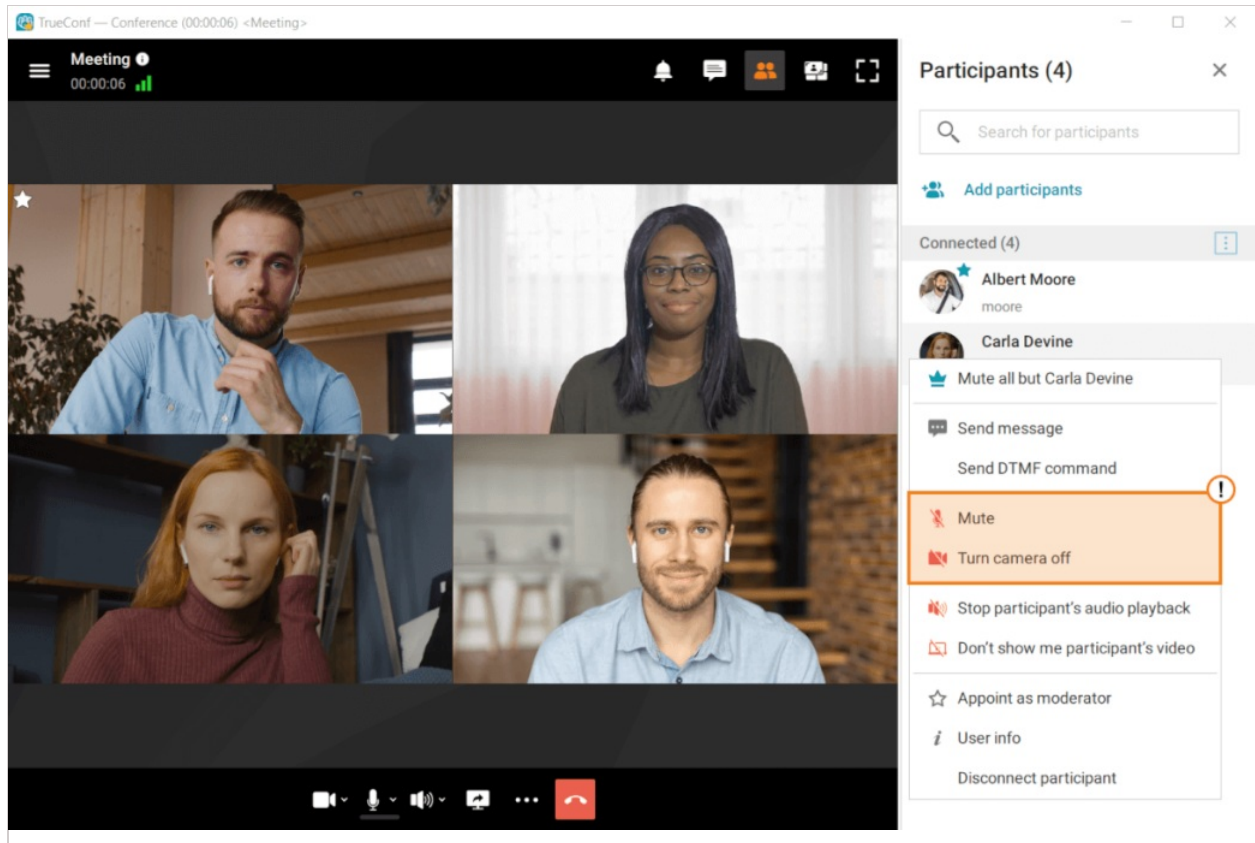 TrueConf — Conference (00:00:06) <Meeting>
Meeting
00:00:06
Participants (4)
Search for participants
Add participants
Connected (4)
Albert Moore
moore
Carla Devine
Mute all but Carla Devine
Send message
Send DTMF command
!
Mute
Turn camera off
Stop participant's audio playback
Don't show me participant's video
Appoint as moderator
User info
Disconnect participant